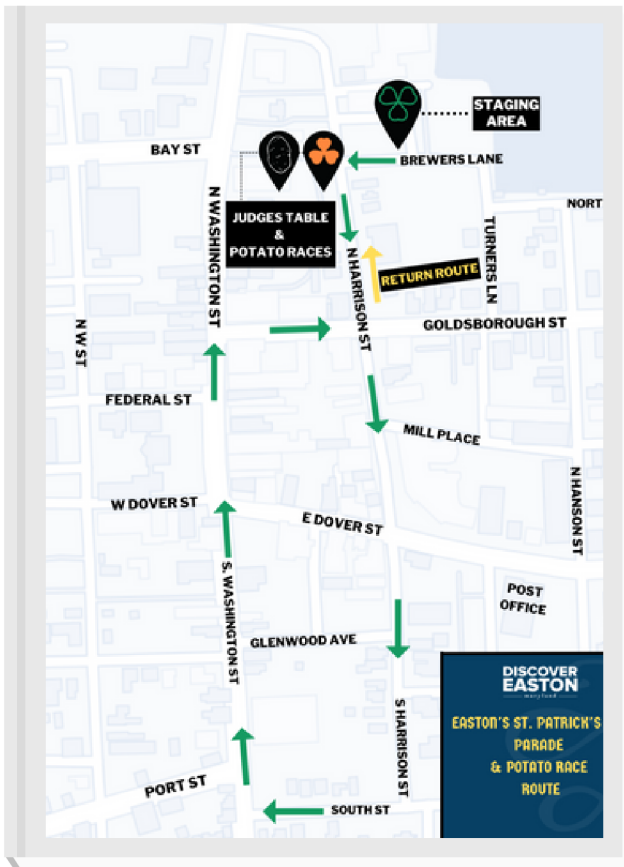 STAGING
AREA
BAY ST
BREWERS LANE
NORT
JUDGES TABLE
&
POTATO RACES
N WASHINGTON ST
TURNERS LN
N HARRISON ST
RETURN ROUTE
GOLDSBOROUGH ST
N W ST
FEDERAL ST
MILL PLACE
N HANSON ST
W DOVER ST
E DOVER ST
S. WASHINGTON ST
POST
OFFICE
GLENWOOD AVE
DISCOVER
EASTON
maryland
S HARRISON ST
EASTON'S ST. PATRICK'S
PARADE
& POTATO RACE
ROUTE
PORT ST
SOUTH ST